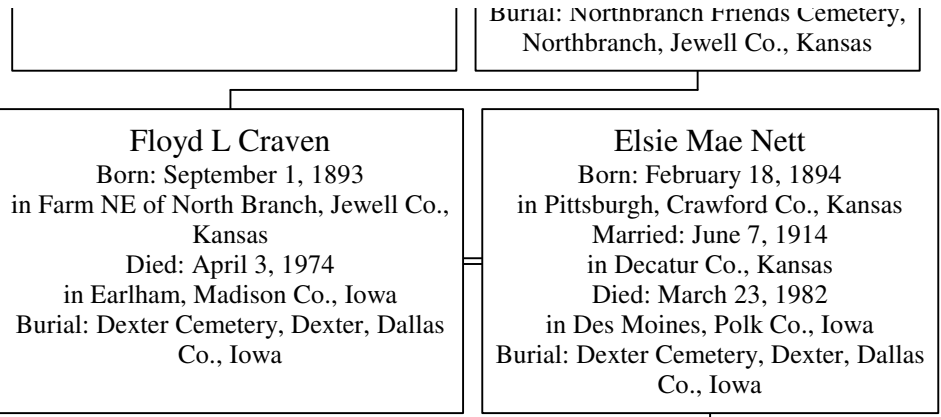 Burial: Northbranch Friends Cemetery,
Northbranch, Jewell Co., Kansas
Floyd L Craven
Born: September 1, 1893
in Farm NE of North Branch, Jewell Co.,
Kansas
Died: April 3, 1974
in Earlham, Madison Co., Iowa
Burial: Dexter Cemetery, Dexter, Dallas
Co., Iowa
Elsie Mae Nett
Born: February 18, 1894
in Pittsburgh, Crawford Co., Kansas
Married: June 7, 1914
in Decatur Co., Kansas
Died: March 23, 1982
in Des Moines, Polk Co., Iowa
Burial: Dexter Cemetery, Dexter, Dallas
Co., Iowa